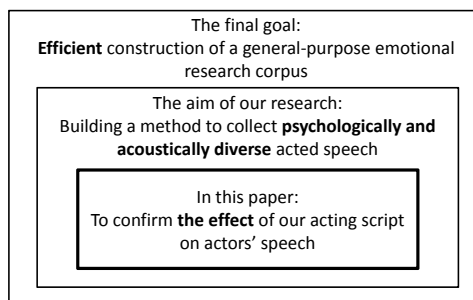 The final goal:
Efficient construction of a general-purpose emotional
research corpus
The aim of our research:
Building a method to collect psychologically and
acoustically diverse acted speech
In this paper:
To confirm the effect of our acting script
on actors’ speech